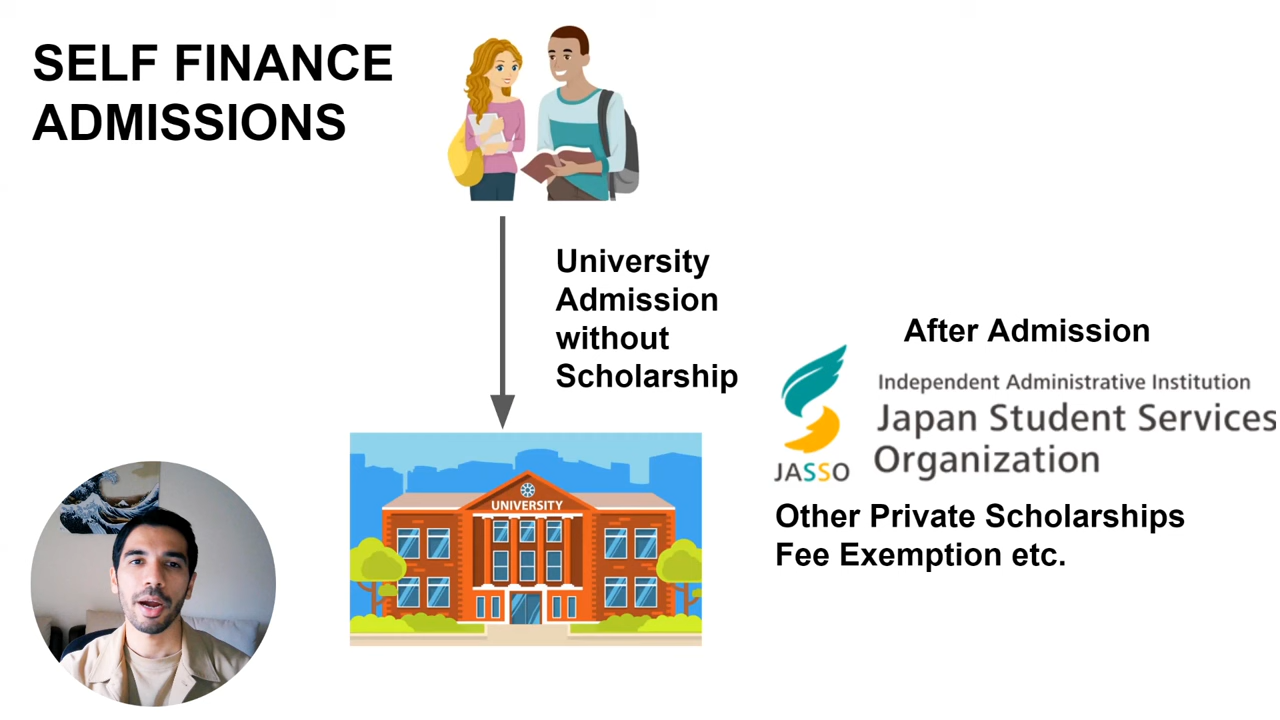 SELF FINANCE
ADMISSIONS
University
Admission
without
Scholarship
After Admission
Independent Administrative Institution
Japan Student Services
Organization
JASSO
Other Private Scholarships
Fee Exemption etc.
UNIVERSITY